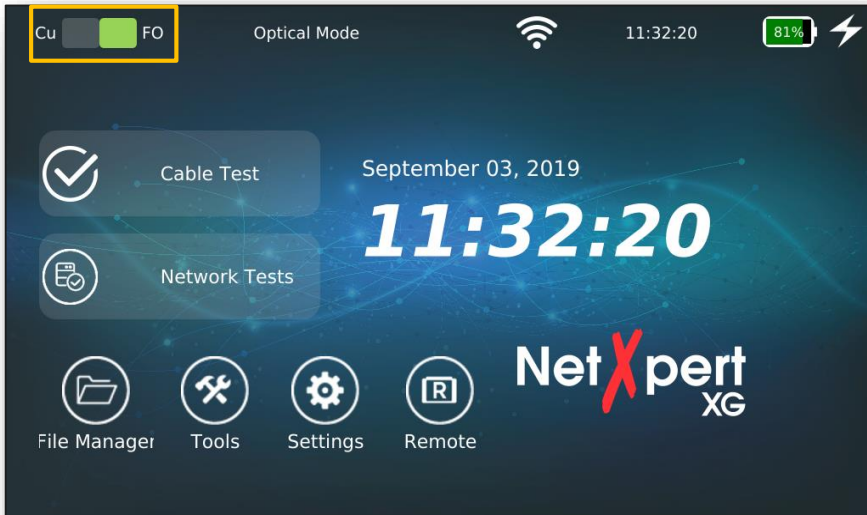 Cu FO Optical Mode 11:32:20 81%
Cable Test
September 03, 2019
11:32:20
Network Tests
NetXpert
XG
R
File Manager Tools Settings Remote